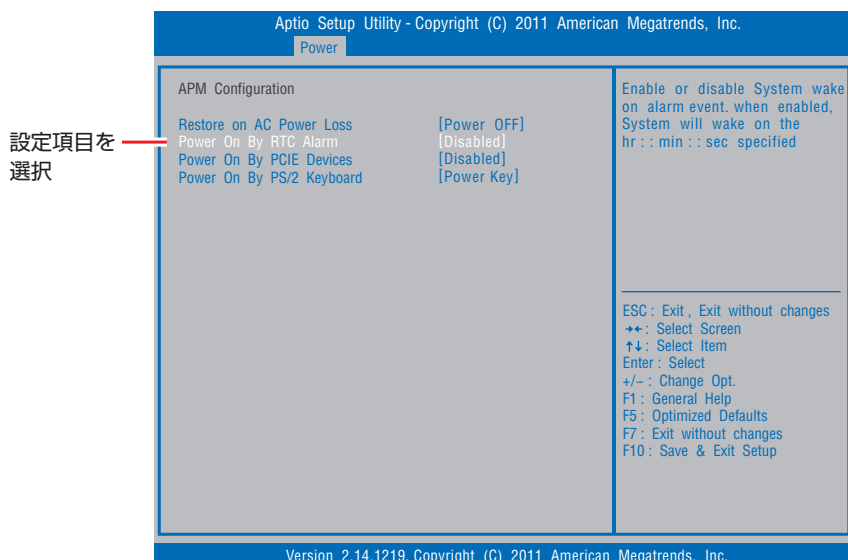 Aptio Setup Utility - Copyright (C) 2011 American Megatrends, Inc.
Power
設定項目を
選択
APM Configuration
Restore on AC Power Loss [Power OFF]
Power On By RTC Alarm [Disabled]
Power On By PCIE Devices [Disabled]
Power On By PS/2 Keyboard [Power Key]
Enable or disable System wake
on alarm event. when enabled,
System will wake on the
hr : : min : : sec specified
ESC : Exit , Exit without changes
→← : Select Screen
↑↓ : Select Item
Enter : Select
+/− : Change Opt.
F1 : General Help
F5 : Optimized Defaults
F7 : Exit without changes
F10 : Save & Exit Setup
Version 2.14.1219. Copyright (C) 2011 American Megatrends, Inc.